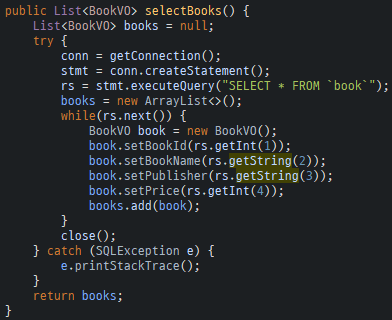 public List<BookVO> selectBooks() {
    List<BookVO> books = null;
    try {
        conn = getConnection();
        stmt = conn.createStatement();
        rs = stmt.executeQuery("SELECT * FROM `book`");
        books = new ArrayList<>();
        while(rs.next()) {
            BookVO book = new BookVO();
            book.setBookId(rs.getInt(1));
            book.setBookName(rs.getString(2));
            book.setPublisher(rs.getString(3));
            book.setPrice(rs.getInt(4));
            books.add(book);
        }
        close();
    } catch (SQLException e) {
        e.printStackTrace();
    }
    return books;
}